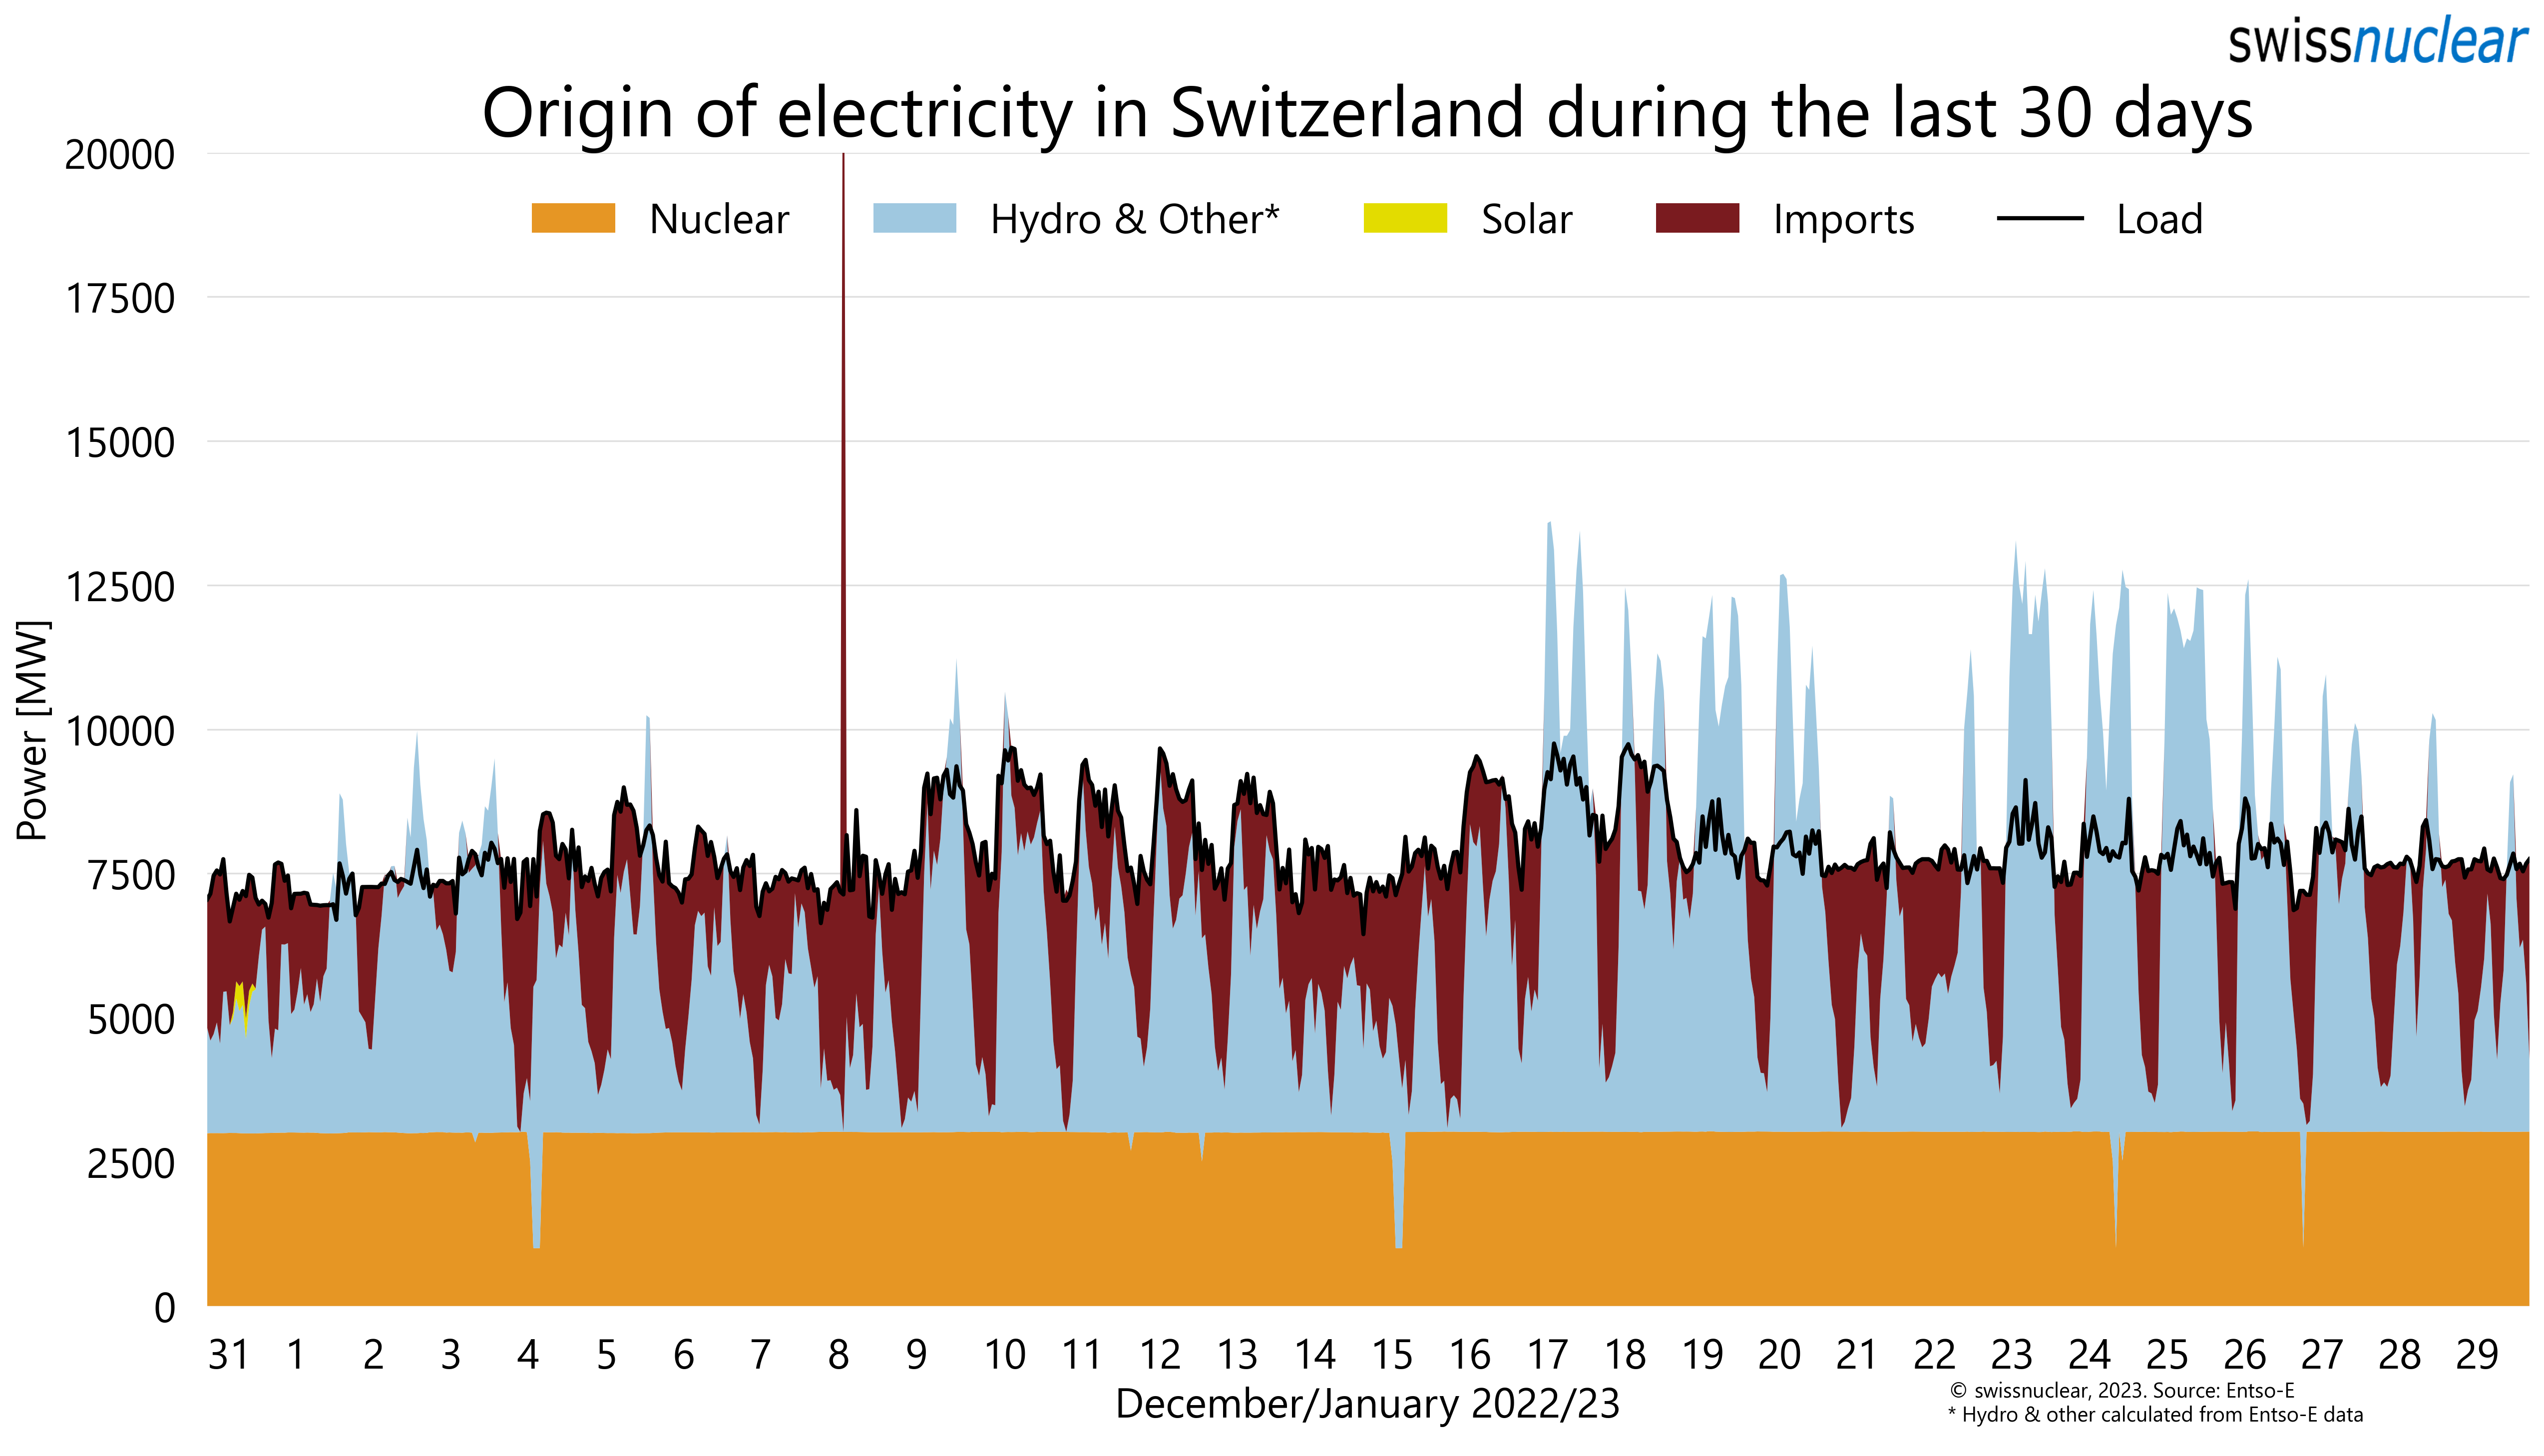 swissnuclear
Origin of electricity in Switzerland during the last 30 days
20000
Nuclear Hydro & Other* Solar Imports Load
17500
15000
12500
10000
7500
5000
2500
0
Power [MW]
31 1 2 3 4 5 6 7 8 9 10 11 12 13 14 15 16 17 18 19 20 21 22 23 24 25 26 27 28 29
December/January 2022/23
© swissnuclear, 2023. Source: Entso-E
* Hydro & other calculated from Entso-E data